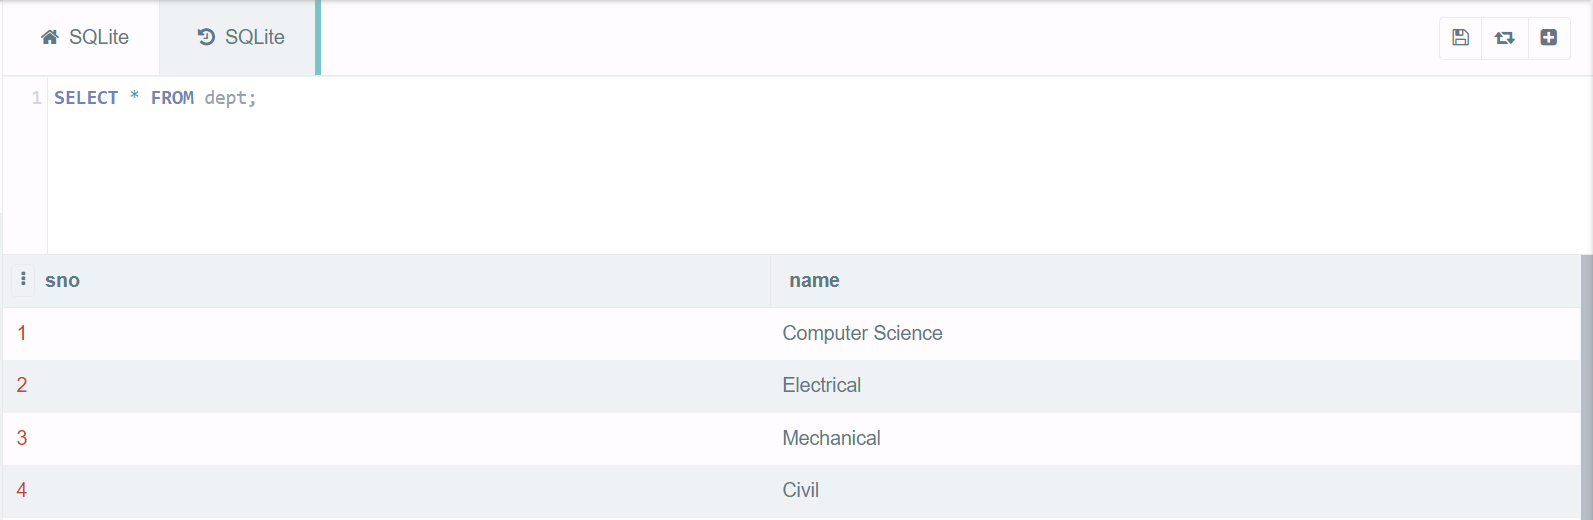 SQLite SQLite
1 SELECT * FROM dept;
sno name
1 Computer Science
2 Electrical
3 Mechanical
4 Civil